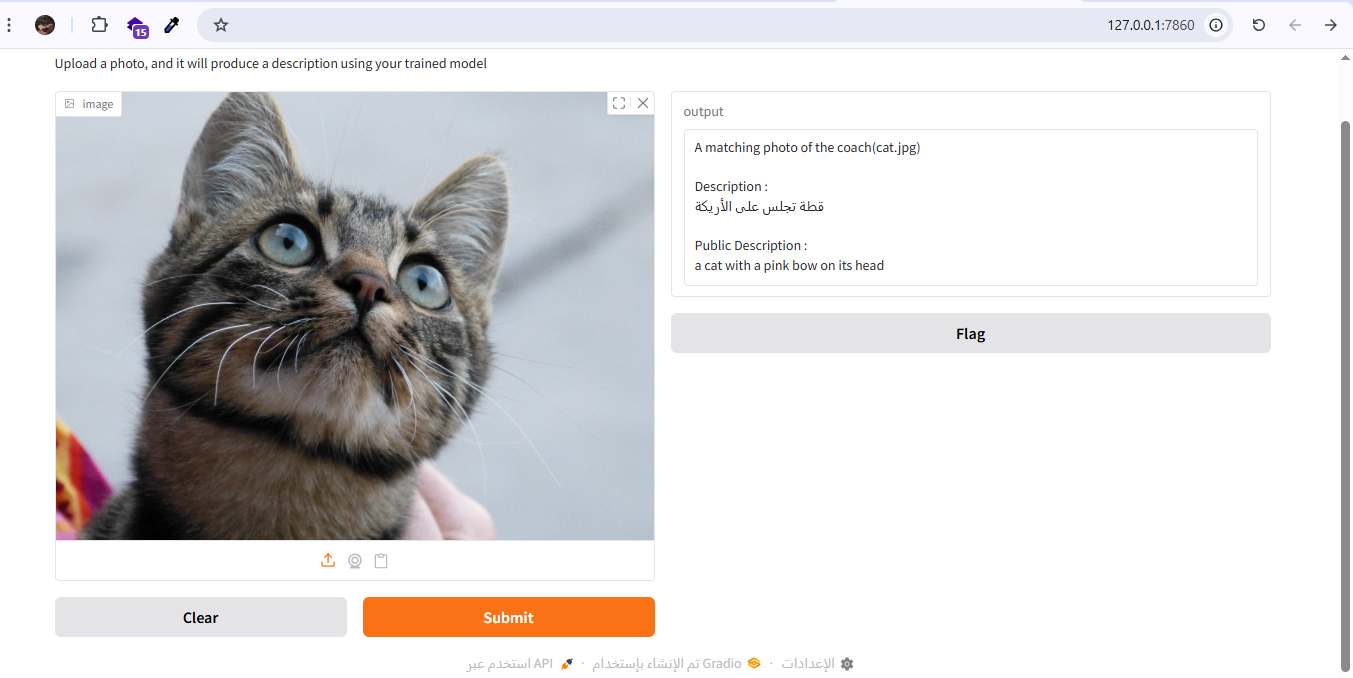 127.0.0.1:7860
15
Upload a photo, and it will produce a description using your trained model
image
output
A matching photo of the coach(cat.jpg)
Description :
قطة تجلس على الأريكة
Public Description :
a cat with a pink bow on its head
Flag
Clear
Submit
استخدم عبر API · تم الإنشاء بإستخدام Gradio · الإعدادات